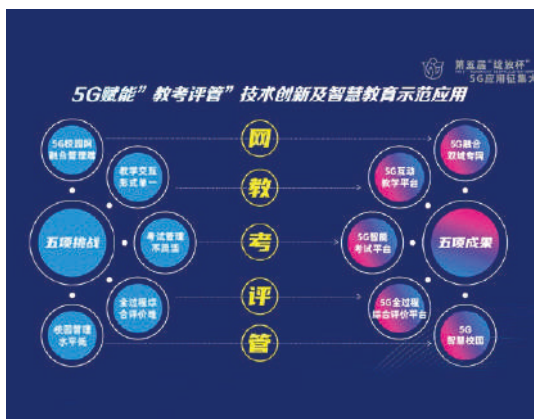 第五届“绽放杯”
5G应用征集大
5G赋能”教考评管”技术创新及智慧教育示范应用
5G校园网
融合管理难
网
5G融合
双域专网
教学交互
形式单一
教
5G互动
教学平台
五项挑战
考试管理
不灵活
考
5G智能
考试平台
五项成果
全过程综
合评价难
评
5G全过程
综合评价平台
校园管理
水平低
管
5G
智慧校园